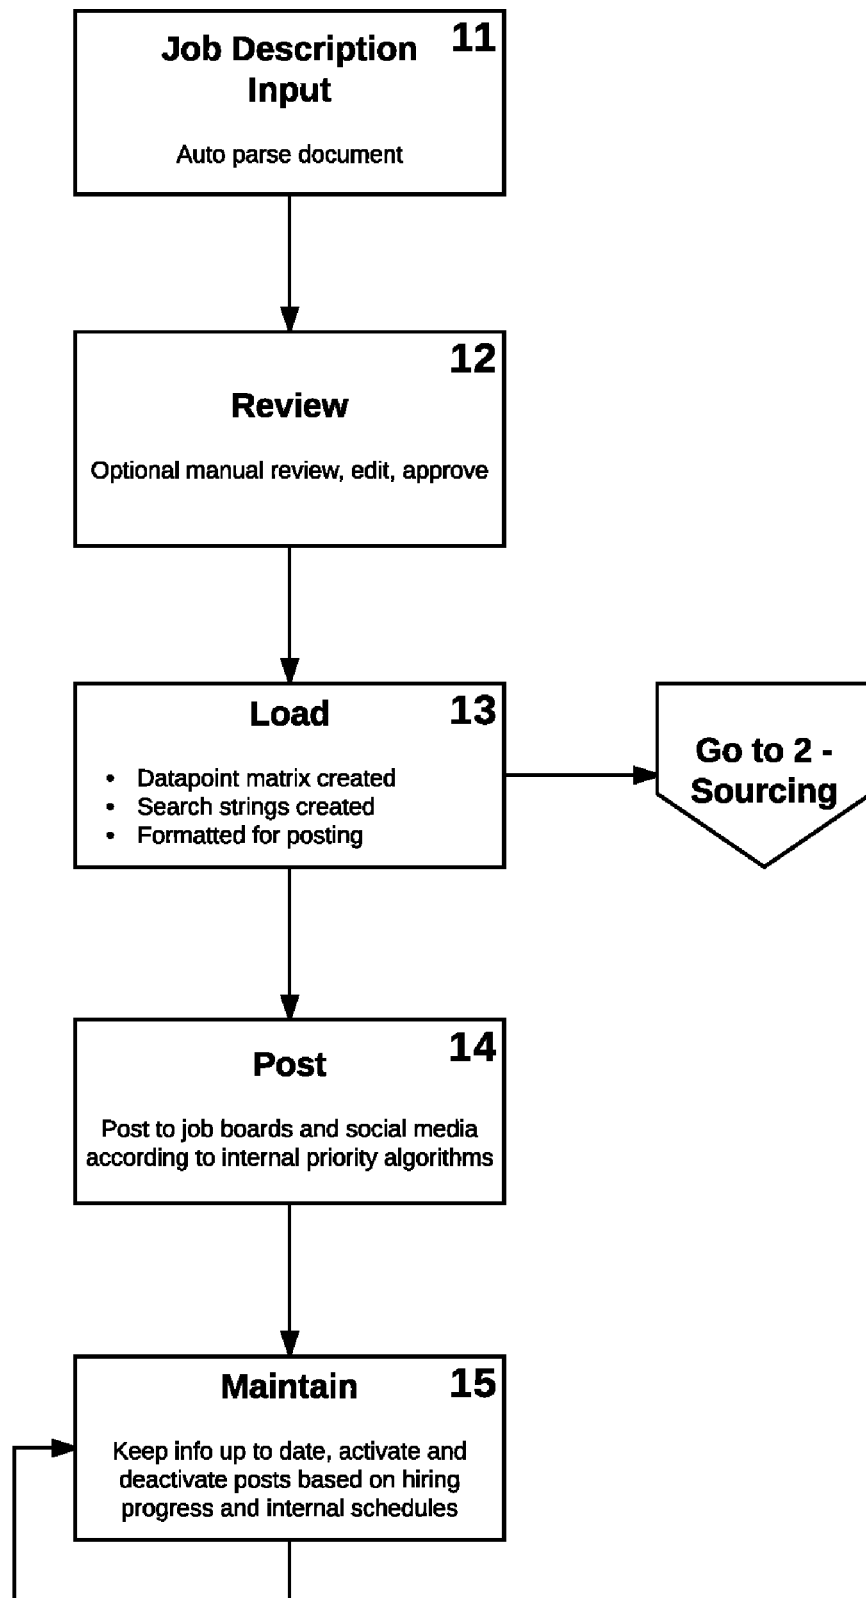 11
Job Description
Input
Auto parse document
12
Review
Optional manual review, edit, approve
13
Load
• Datapoint matrix created
• Search strings created
• Formatted for posting
Go to 2 -
Sourcing
14
Post
Post to job boards and social media
according to internal priority algorithms
15
Maintain
Keep info up to date, activate and
deactivate posts based on hiring
progress and internal schedules